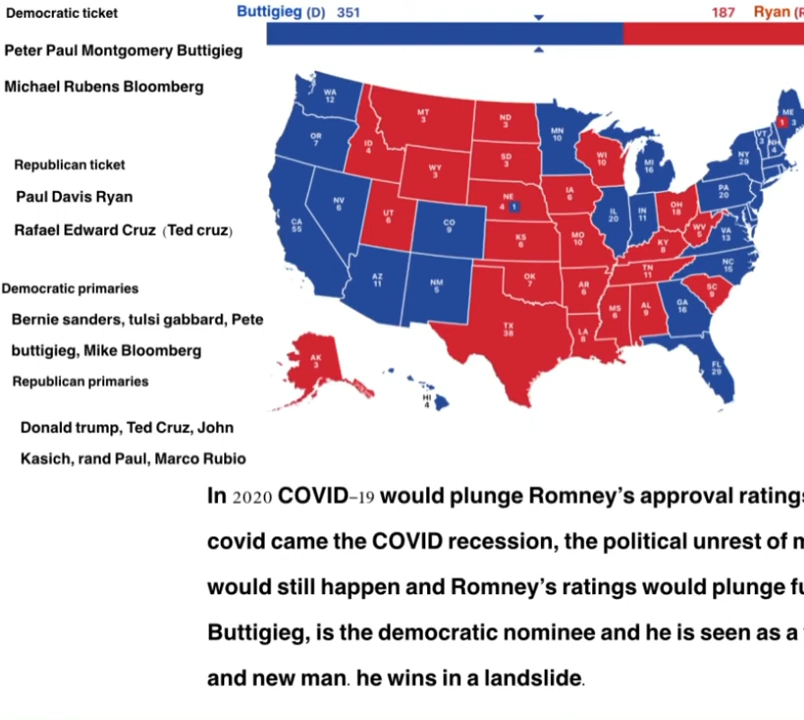 Democratic ticket
Buttigieg (D) 351
187 Ryan (R
Peter Paul Montgomery Buttigieg
Michael Rubens Bloomberg
Republican ticket
Paul Davis Ryan
Rafael Edward Cruz (Ted cruz)
Democratic primaries
Bernie sanders, tulsi gabbard, Pete
buttigieg, Mike Bloomberg
Republican primaries
Donald trump, Ted Cruz, John
Kasich, rand Paul, Marco Rubio
WA
12
OR
7
CA
55
NV
6
ID
4
MT
3
WY
3
UT
6
CO
9
AZ
11
NM
5
ND
3
SD
3
NE
4 1
KS
6
OK
7
TX
38
MN
10
IA
6
MO
10
AR
6
LA
8
WI
10
IL
20
MI
16
IN
11
OH
18
KY
8
TN
11
MS
6
AL
9
GA
16
FL
29
SC
9
NC
15
VA
13
WV
5
PA
20
NY
29
VT
3
NH
4
ME
1 3
AK
3
HI
4
In 2020 COVID-19 would plunge Romney's approval ratings
covid came the COVID recession, the political unrest of m
would still happen and Romney's ratings would plunge fu
Buttigieg, is the democratic nominee and he is seen as a
and new man. he wins in a landslide.